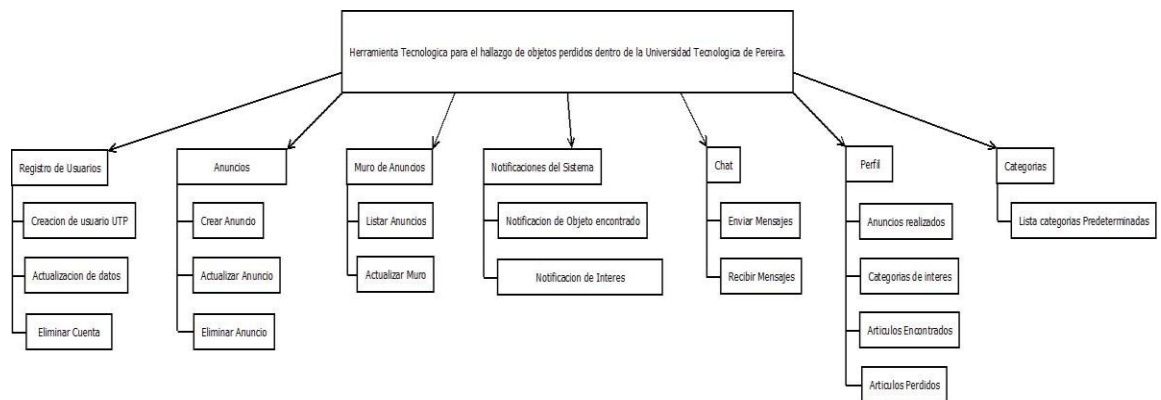 Herramienta Tecnologica para el hallazgo de objetos perdidos dentro de la Universidad Tecnologica de Pereira.
Registro de Usuarios
Creacion de usuario UTP
Actualizacion de datos
Eliminar Cuenta
Anuncios
Crear Anuncio
Actualizar Anuncio
Eliminar Anuncio
Muro de Anuncios
Listar Anuncios
Actualizar Muro
Notificaciones del Sistema
Notificacion de Objeto encontrado
Notificacion de Interes
Chat
Enviar Mensajes
Recibir Mensajes
Perfil
Anuncios realizados
Categorias de interes
Articulos Encontrados
Articulos Perdidos
Categorias
Lista categorias Predeterminadas